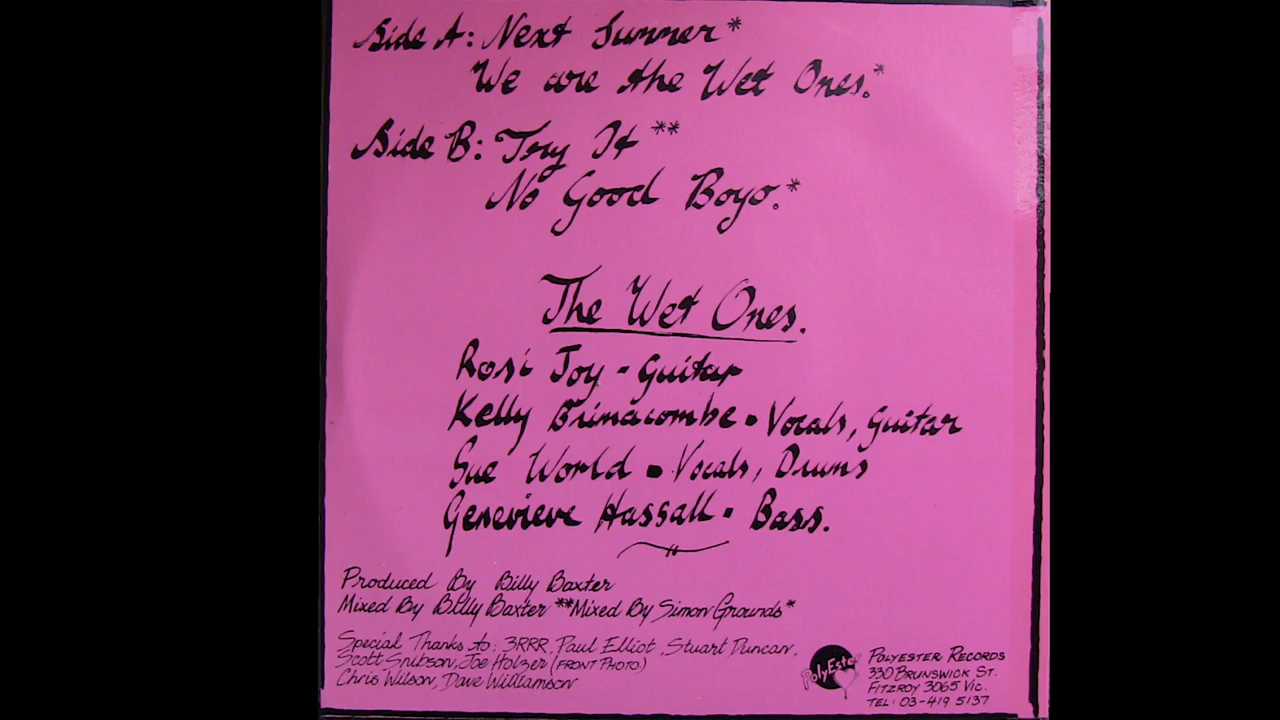 Side A: Next Summer*
We are the Wet Ones.*
Side B: Try It **
No Good Boyo.*
The Wet Ones.
Rosi Joy - Guitar
Kelly Brimacombe - Vocals, Guitar
Sue World - Vocals, Drums
Genevieve Hassall - Bass.
Produced By Billy Baxter
Mixed By Billy Baxter **Mixed By Simon Grounds*
Special Thanks to: 3RRR, Paul Elliot, Stuart Duncan,
Scott Snibson, Joe Holzer (FRONT PHOTO)
Chris Wilson, Dave Williamson
PolyEster
POLYESTER RECORDS
330 BRUNSWICK ST.
FITZROY 3065 VIC.
TEL: 03-419 5137